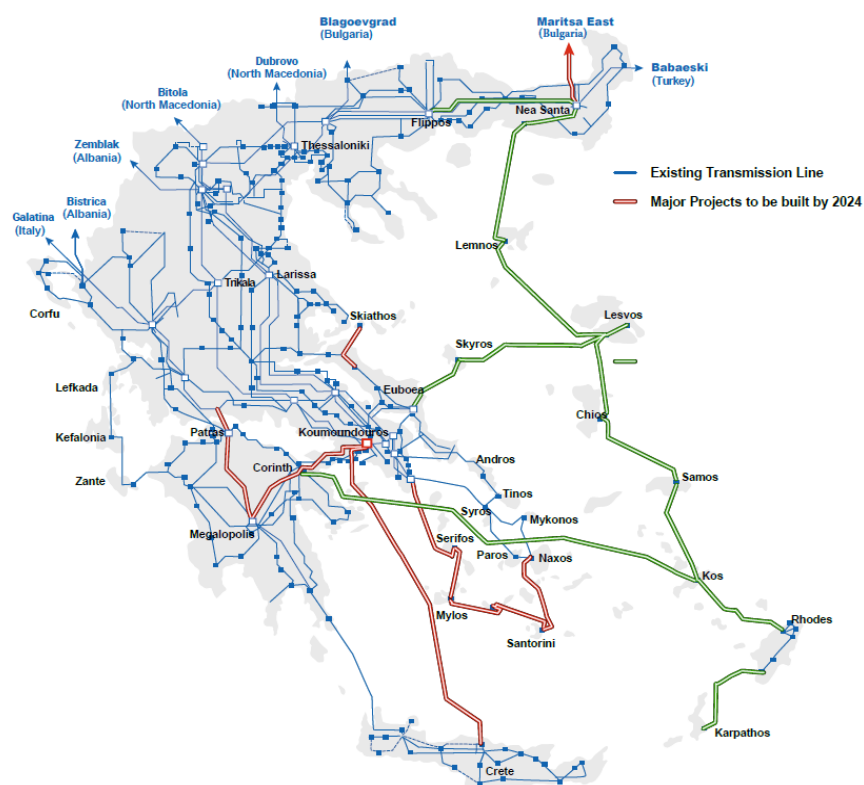 Blagoevgrad
(Bulgaria)
Maritsa East
(Bulgaria)
Dubrovo
(North Macedonia)
Babaeski
(Turkey)
Bitola
(North Macedonia)
Nea Santa
Flippos
Thessaloniki
Zemblak
(Albania)
Existing Transmission Line
Major Projects to be built by 2024
Bistrica
(Albania)
Galatina
(Italy)
Lemnos
Larissa
Trikala
Corfu
Skiathos
Lesvos
Skyros
Lefkada
Euboea
Chios
Patras
Koumoundouros
Kefalonia
Andros
Corinth
Zante
Samos
Tinos
Syros
Mykonos
Megalopolis
Serifos
Paros
Naxos
Kos
Mylos
Rhodes
Santorini
Karpathos
Crete